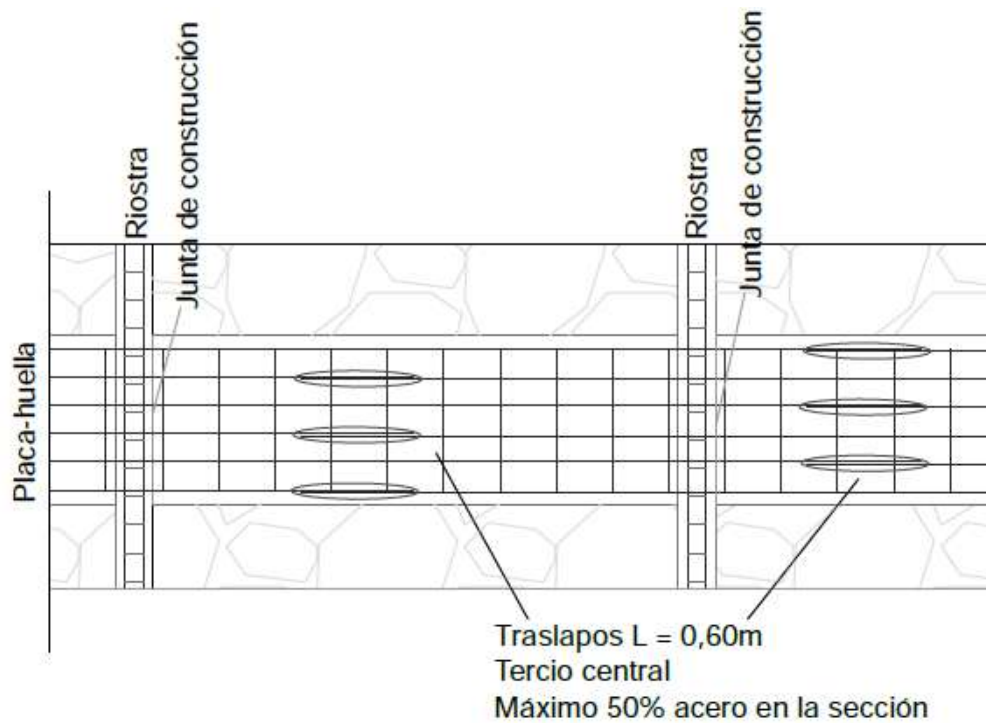 Riostra
Junta de construcción
Riostra
Junta de construcción
Placa-huella
Traslapos L = 0,60m
Tercio central
Máximo 50% acero en la sección